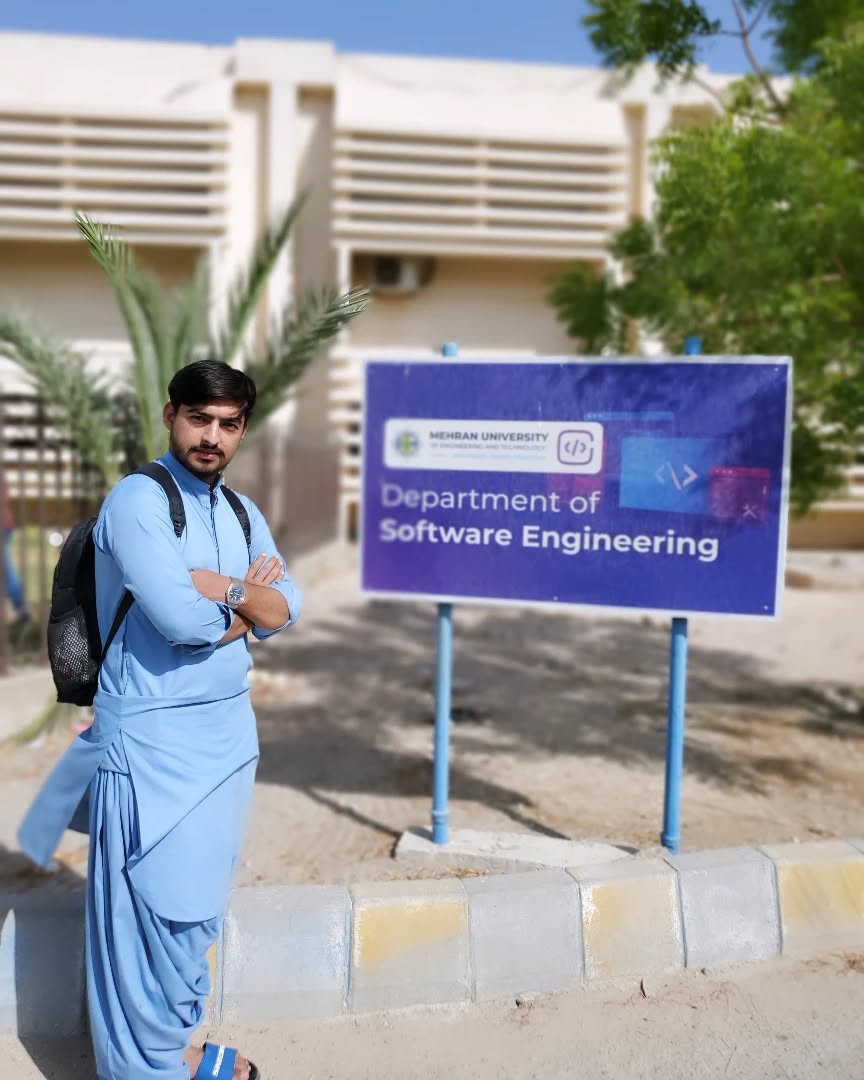 MEHRAN UNIVERSITY
OF ENGINEERING AND TECHNOLOGY
</>
Department of
Software Engineering